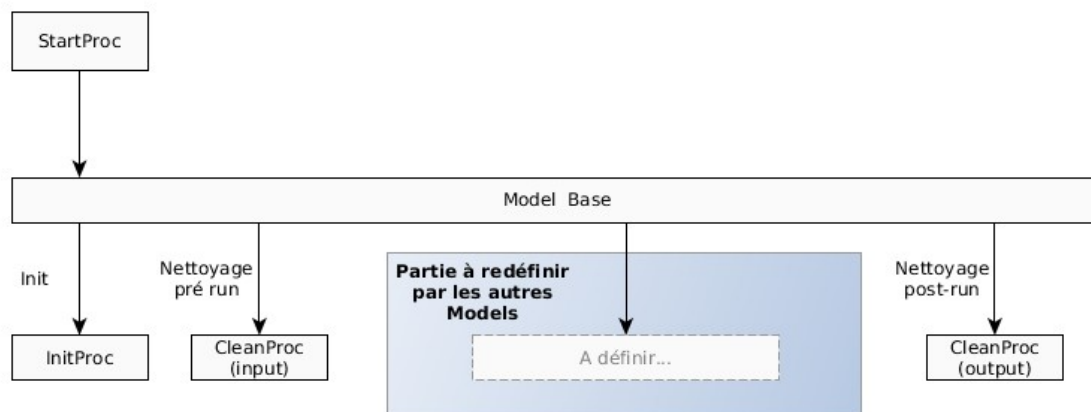 StartProc
Model Base
Init
Nettoyage
pré run
Partie à redéfinir
par les autres
Models
Nettoyage
post-run
InitProc
CleanProc
(input)
A définir...
CleanProc
(output)